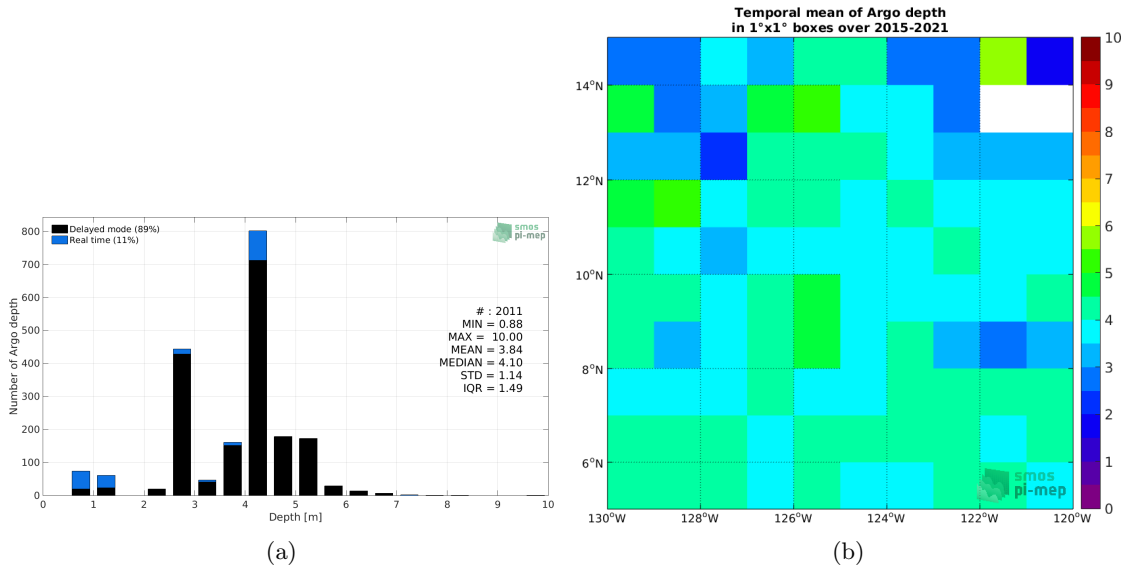 Delayed mode (89%)
Real time (11%)
smos
pi-mep
# : 2011
MIN = 0.88
MAX = 10.00
MEAN = 3.84
MEDIAN = 4.10
STD = 1.14
IQR = 1.49
Number of Argo depth
800
700
600
500
400
300
200
100
0
0 1 2 3 4 5 6 7 8 9 10
Depth [m]
(a)
Temporal mean of Argo depth
in 1°x1° boxes over 2015-2021
14°N
12°N
10°N
8°N
6°N
130°W 128°W 126°W 124°W 122°W 120°W
smos
pi-mep
10
9
8
7
6
5
4
3
2
1
0
(b)